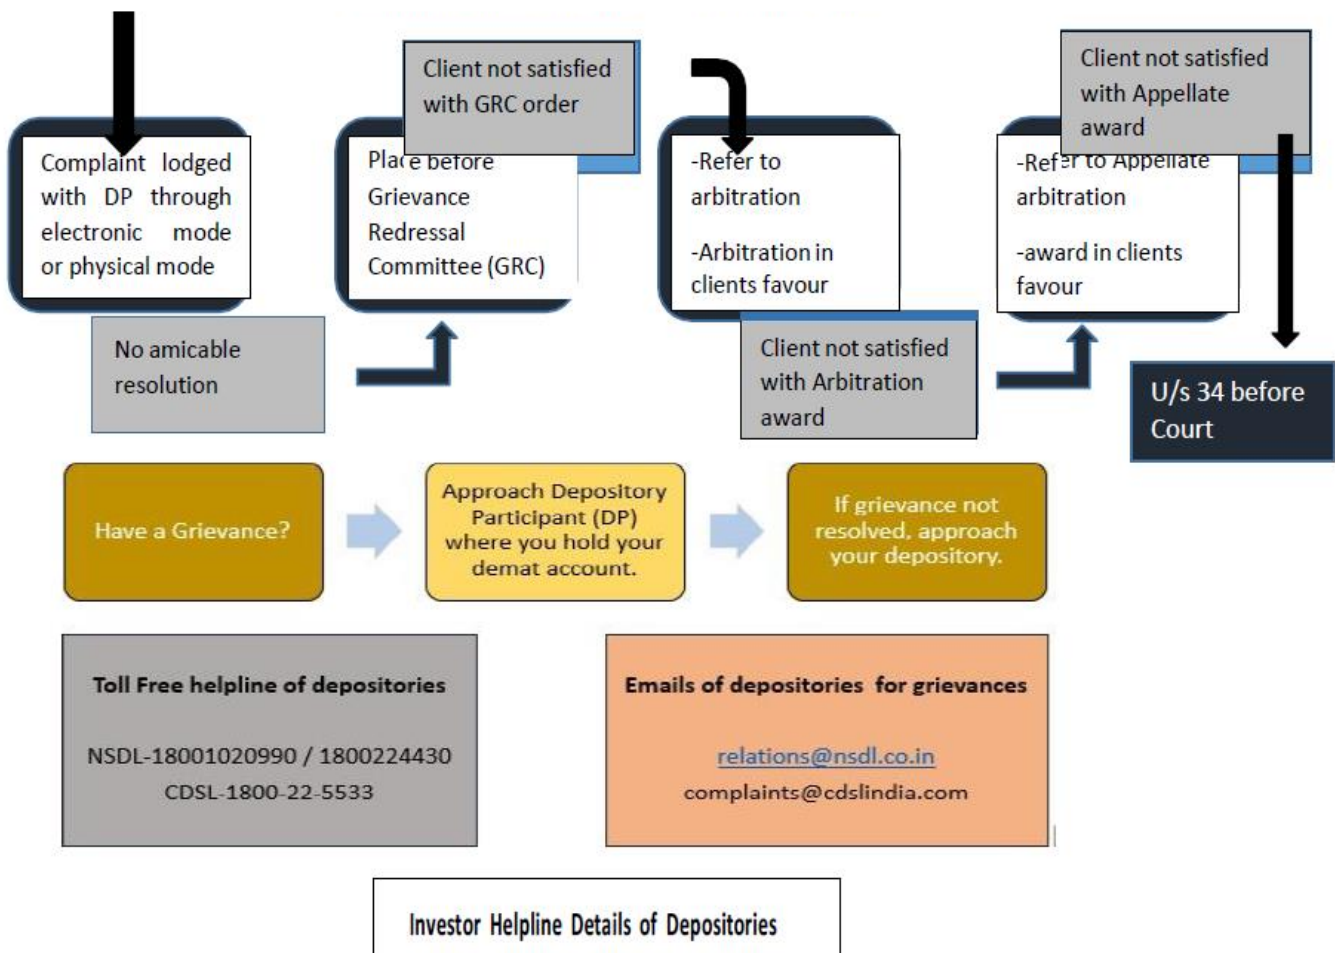 Client not satisfied
with GRC order
Client not satisfied
with Appellate
award
Complaint lodged
with DP through
electronic mode
or physical mode
Place before
Grievance
Redressal
Committee (GRC)
-Refer to
arbitration
-Arbitration in
clients favour
-Refer to Appellate
arbitration
-award in clients
favour
No amicable
resolution
Client not satisfied
with Arbitration
award
U/s 34 before
Court
Have a Grievance?
Approach Depository
Participant (DP)
where you hold your
demat account.
If grievance not
resolved, approach
your depository.
Toll Free helpline of depositories
NSDL-18001020990 / 1800224430
CDSL-1800-22-5533
Emails of depositories for grievances
relations@nsdl.co.in
complaints@cdslindia.com
Investor Helpline Details of Depositories